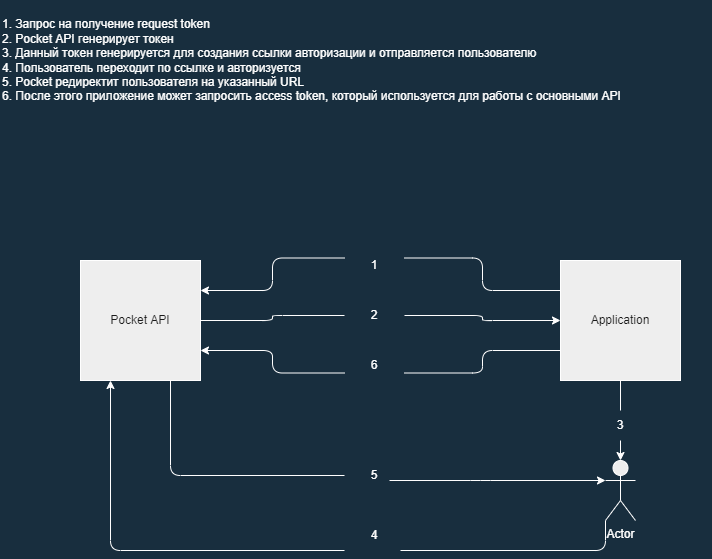 1. Запрос на получение request token
2. Pocket API генерирует токен
3. Данный токен генерируется для создания ссылки авторизации и отправляется пользователю
4. Пользователь переходит по ссылке и авторизуется
5. Pocket редиректит пользователя на указанный URL
6. После этого приложение может запросить access token, который используется для работы с основными API
1
2
Pocket API
Application
6
3
5
4
Actor